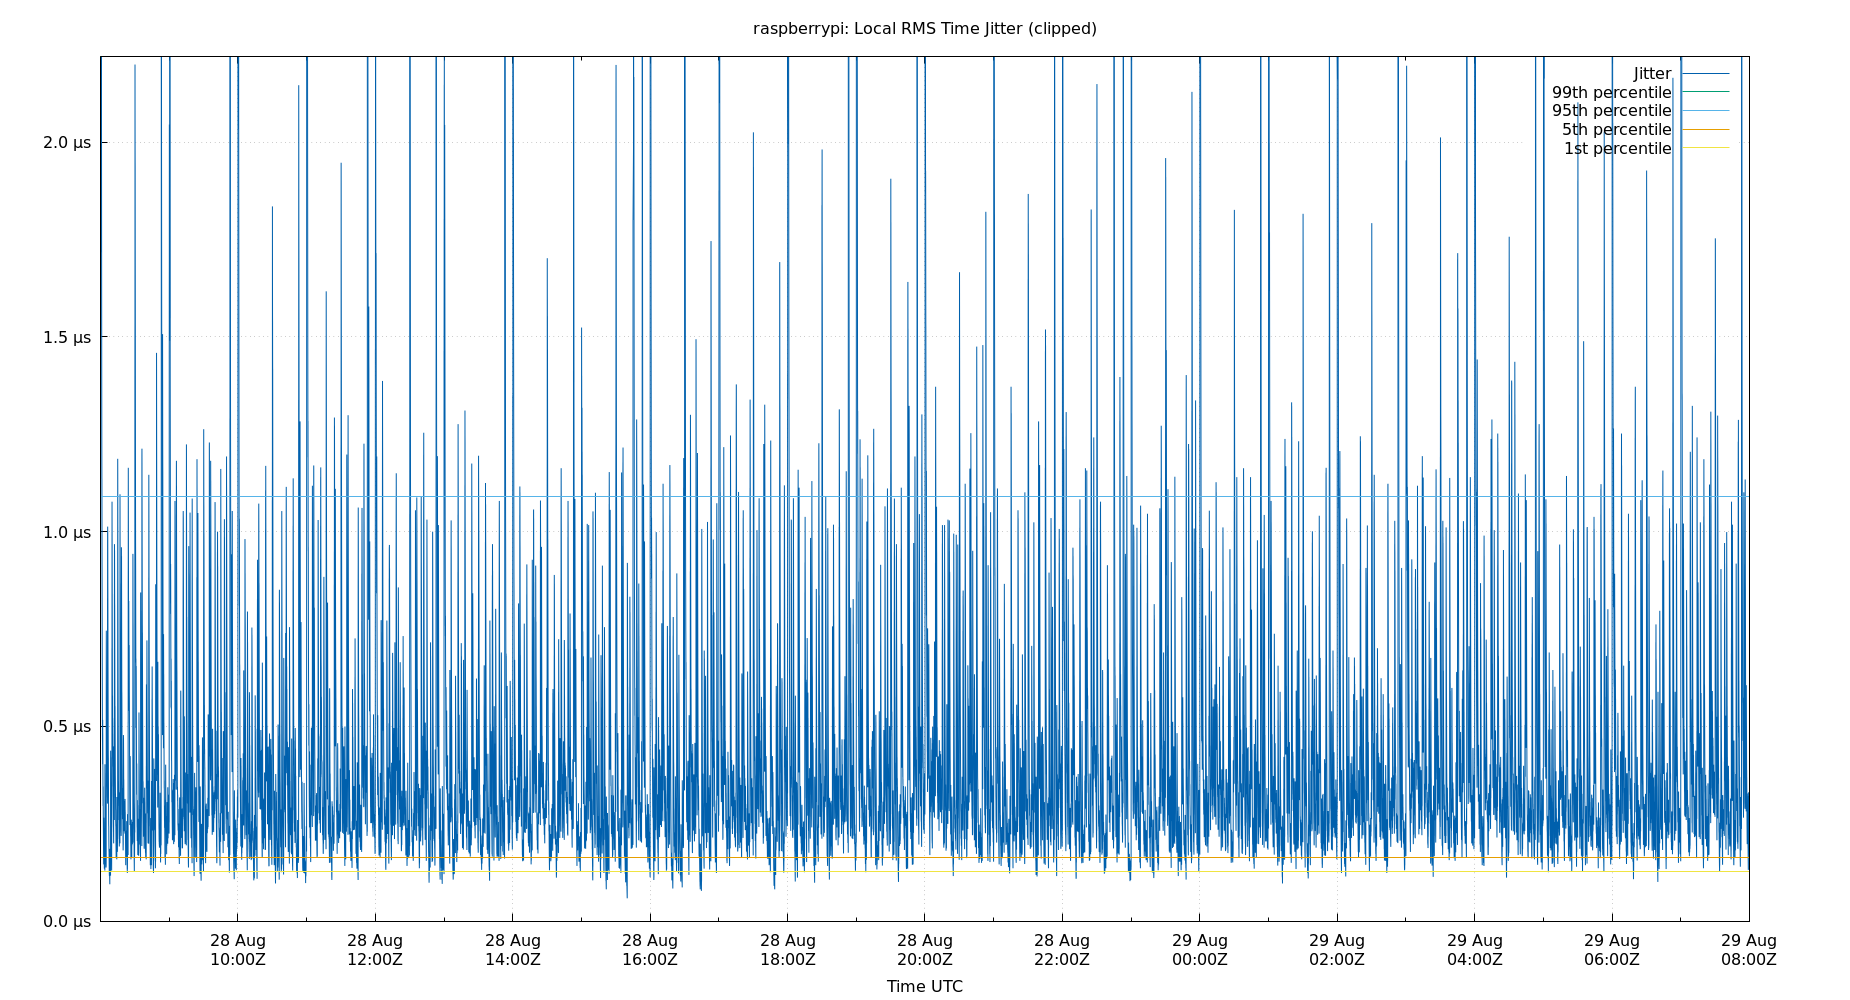 raspberrypi: Local RMS Time Jitter (clipped)
Jitter
99th percentile
95th percentile
5th percentile
1st percentile
2.0 µs
1.5 µs
1.0 µs
0.5 µs
0.0 µs
28 Aug 28 Aug 28 Aug 28 Aug 28 Aug 28 Aug 28 Aug 29 Aug 29 Aug 29 Aug 29 Aug 29 Aug
10:00Z 12:00Z 14:00Z 16:00Z 18:00Z 20:00Z 22:00Z 00:00Z 02:00Z 04:00Z 06:00Z 08:00Z
Time UTC